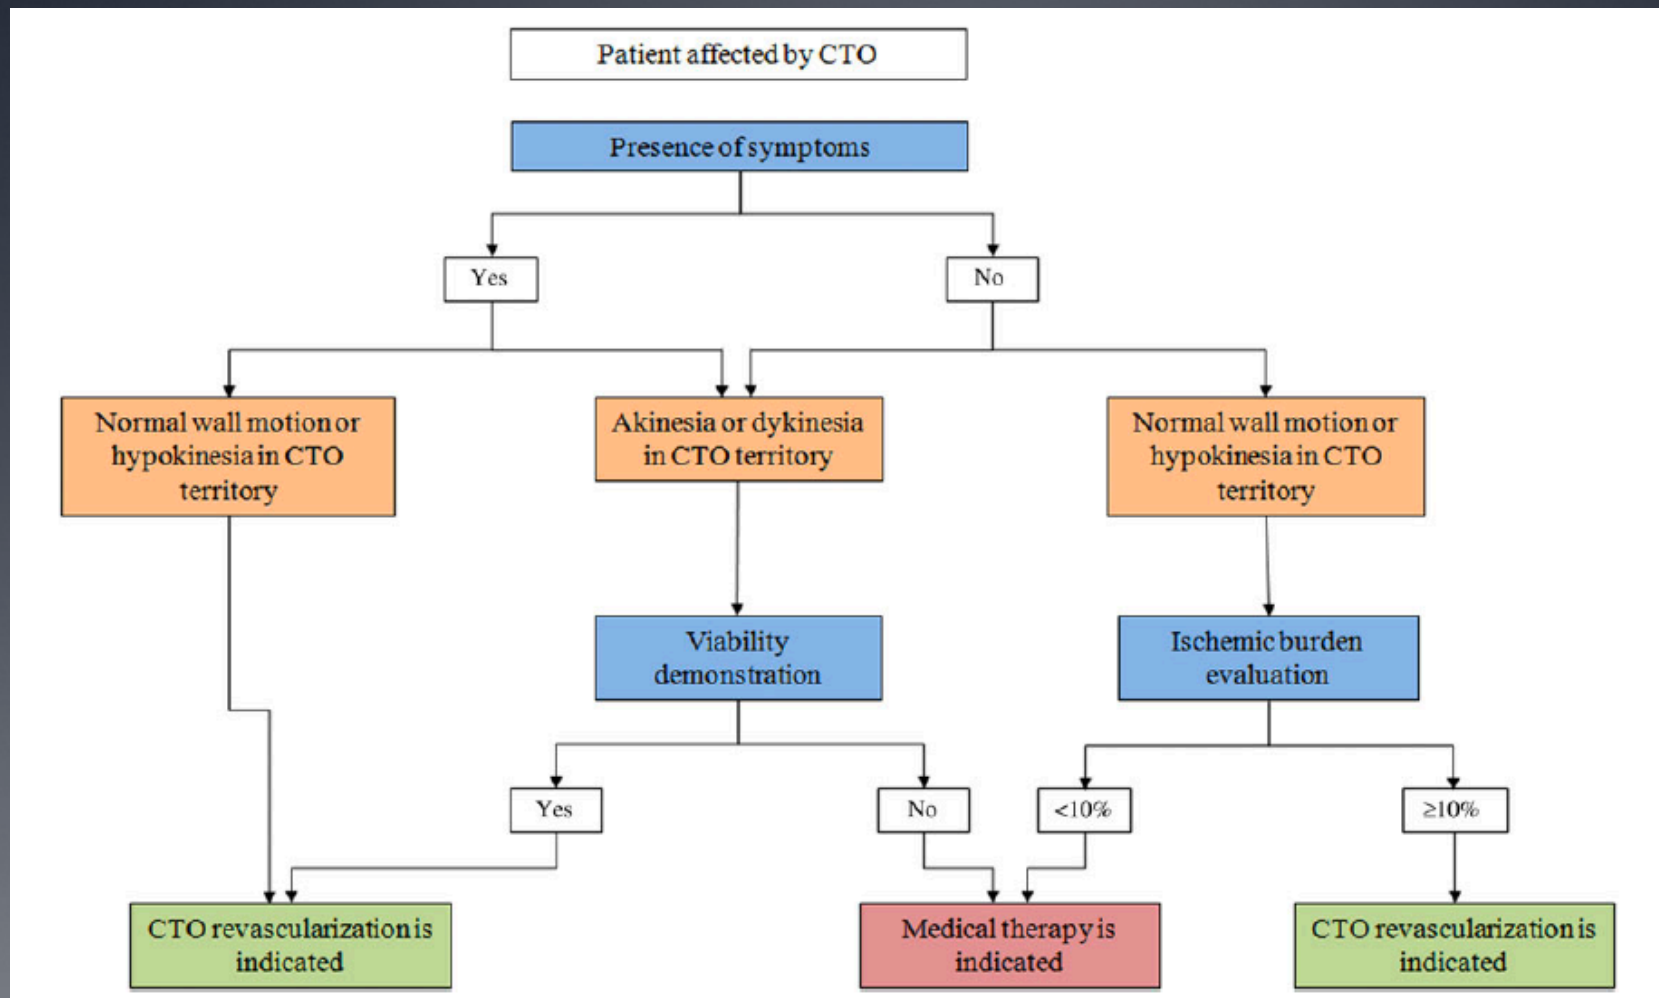 Patient affected by CTO
Presence of symptoms
Yes
No
Normal wall motion or
hypokinesia in CTO
territory
Akinesia or dykinesia
in CTO territory
Normal wall motion or
hypokinesia in CTO
territory
Viability
demonstration
Ischemic burden
evaluation
Yes
No
<10%
≥10%
CTO revascularization is
indicated
Medical therapy is
indicated
CTO revascularization is
indicated